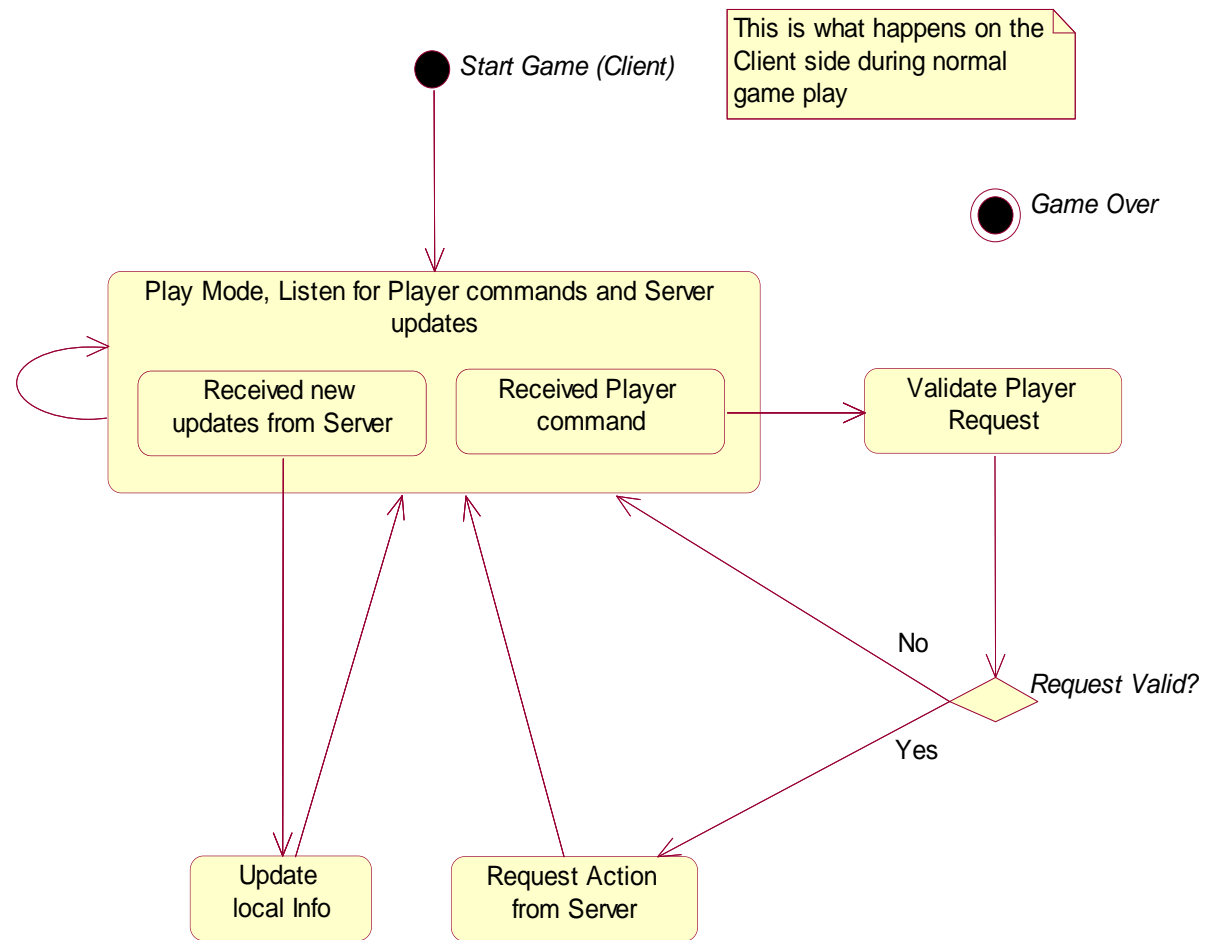 This is what happens on the
Client side during normal
game play
Start Game (Client)
Game Over
Play Mode, Listen for Player commands and Server
updates
Received new
updates from Server
Received Player
command
Validate Player
Request
No
Request Valid?
Yes
Update
local Info
Request Action
from Server